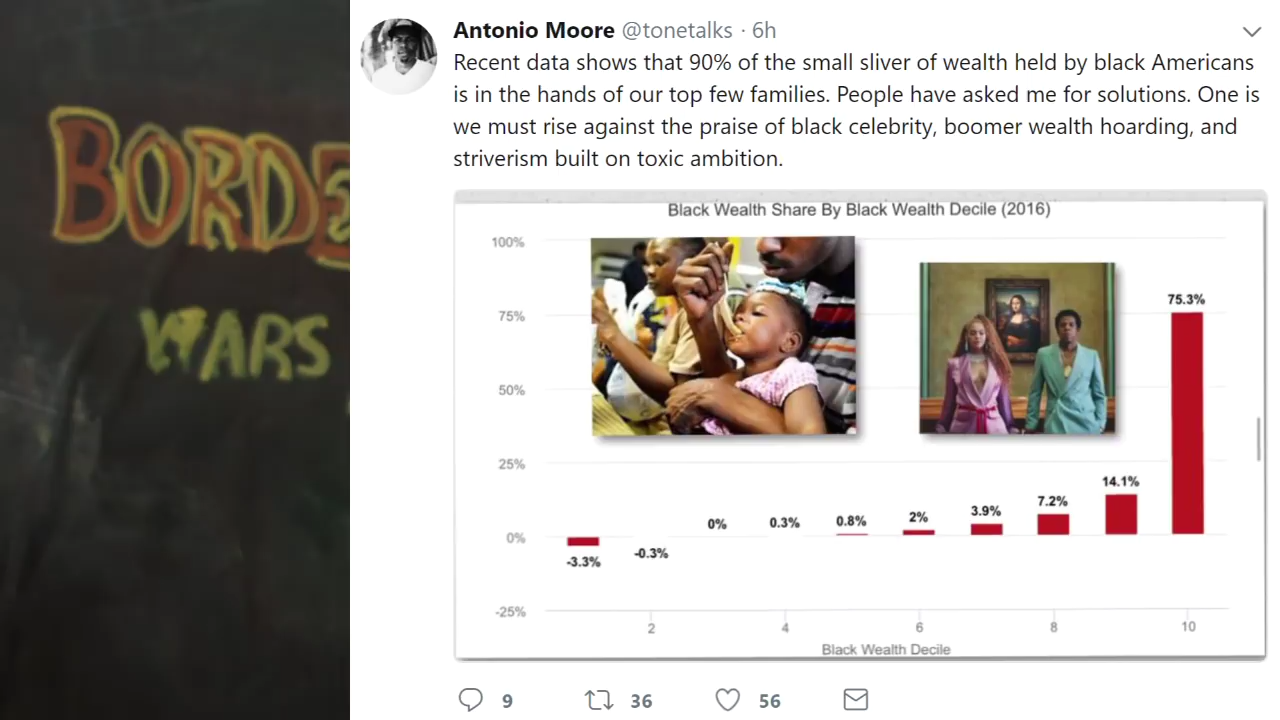 BORDE
WARS
Antonio Moore @tonetalks · 6h
Recent data shows that 90% of the small sliver of wealth held by black Americans
is in the hands of our top few families. People have asked me for solutions. One is
we must rise against the praise of black celebrity, boomer wealth hoarding, and
striverism built on toxic ambition.
Black Wealth Share By Black Wealth Decile (2016)
100%
75%
50%
25%
0%
-25%
-3.3%
-0.3%
0%
0.3%
0.8%
2%
3.9%
7.2%
14.1%
75.3%
2
4
6
8
10
Black Wealth Decile
9
36
56